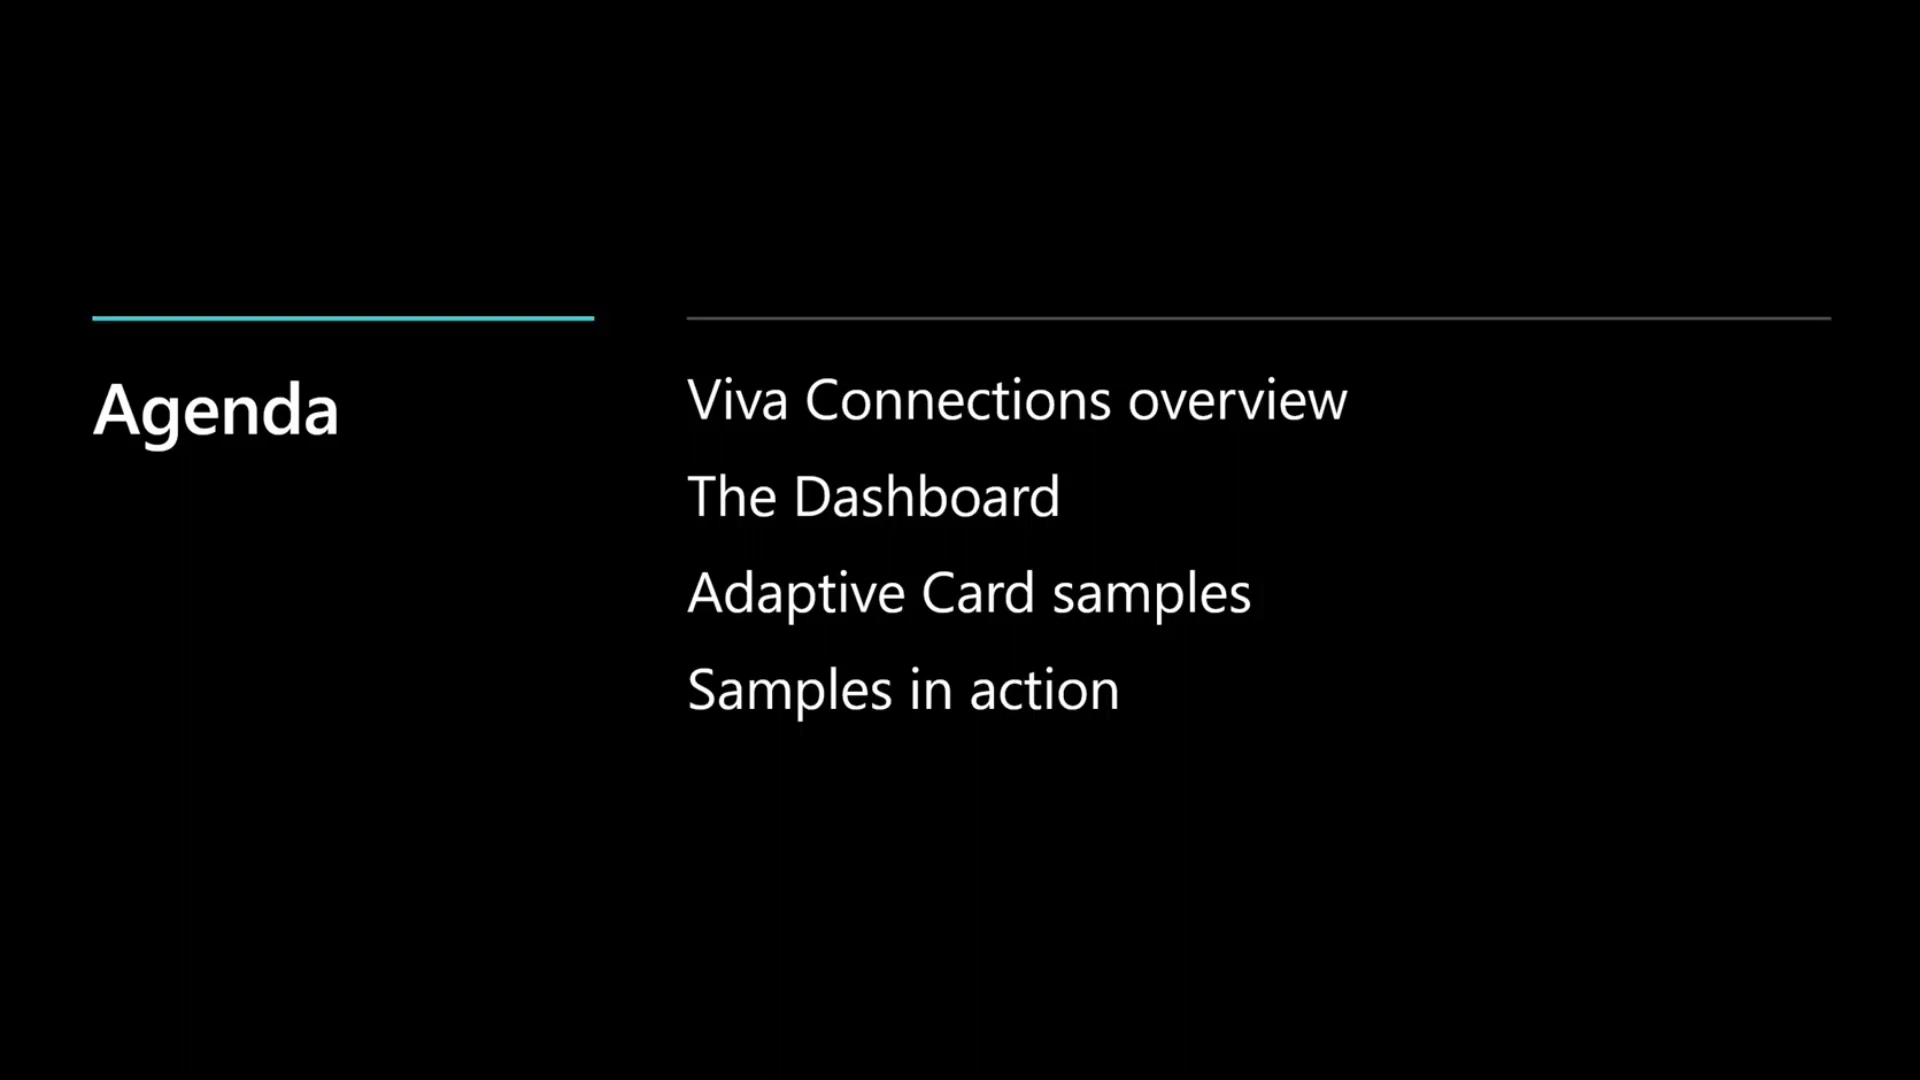 Agenda
Viva Connections overview
The Dashboard
Adaptive Card samples
Samples in action